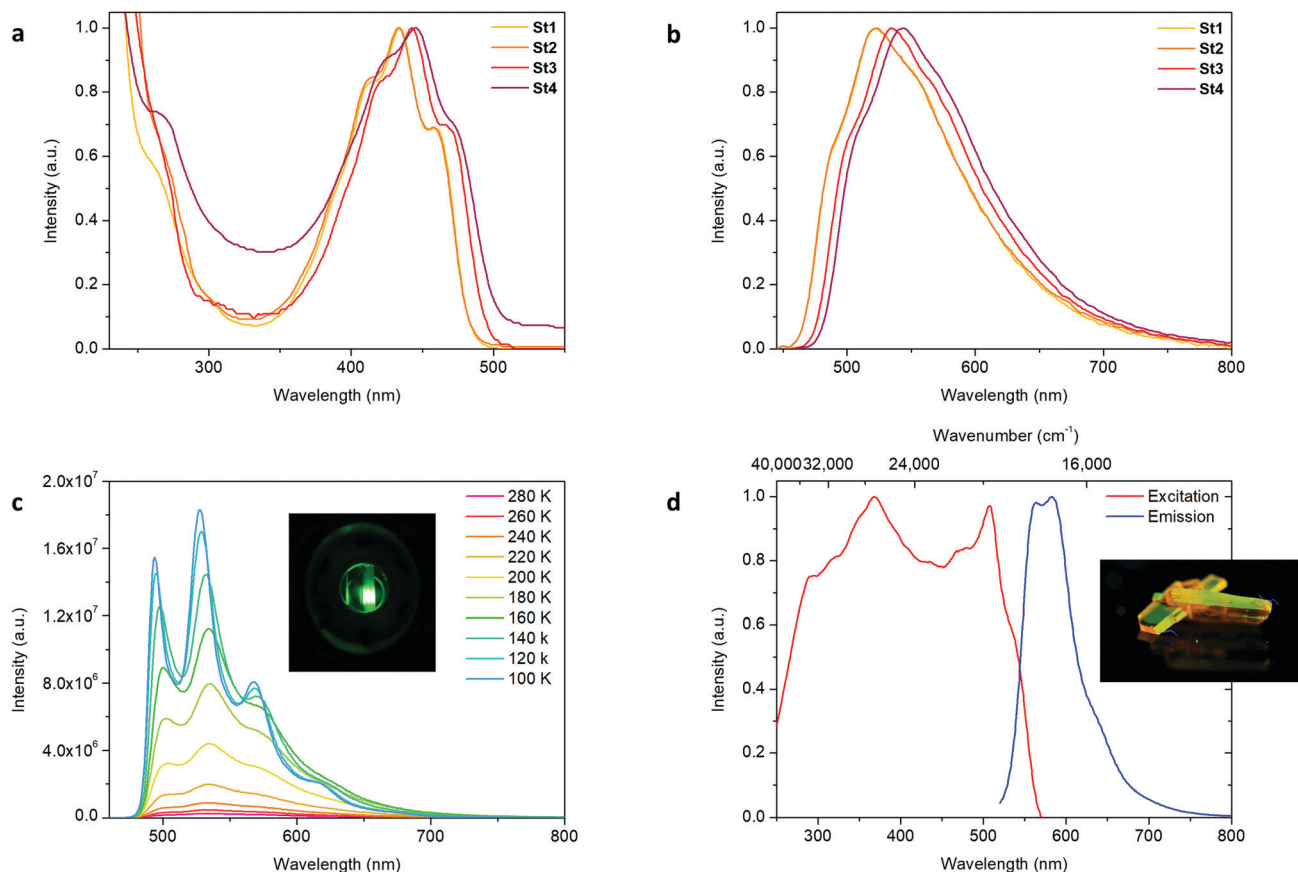 a
1.0
0.8
0.6
0.4
0.2
0.0
Intensity (a.u.)
300
400
500
Wavelength (nm)
St1
St2
St3
St4
b
1.0
0.8
0.6
0.4
0.2
0.0
Intensity (a.u.)
500
600
700
800
Wavelength (nm)
St1
St2
St3
St4
c
2.0x10⁷
1.6x10⁷
1.2x10⁷
8.0x10⁶
4.0x10⁶
0.0
Intensity (a.u.)
500
600
700
800
Wavelength (nm)
280 K
260 K
240 K
220 K
200 K
180 K
160 K
140 k
120 k
100 K
d
Wavenumber (cm⁻¹)
40,000 32,000 24,000 16,000
1.0
0.8
0.6
0.4
0.2
0.0
Intensity (a.u.)
300
400
500
600
700
800
Wavelength (nm)
Excitation
Emission